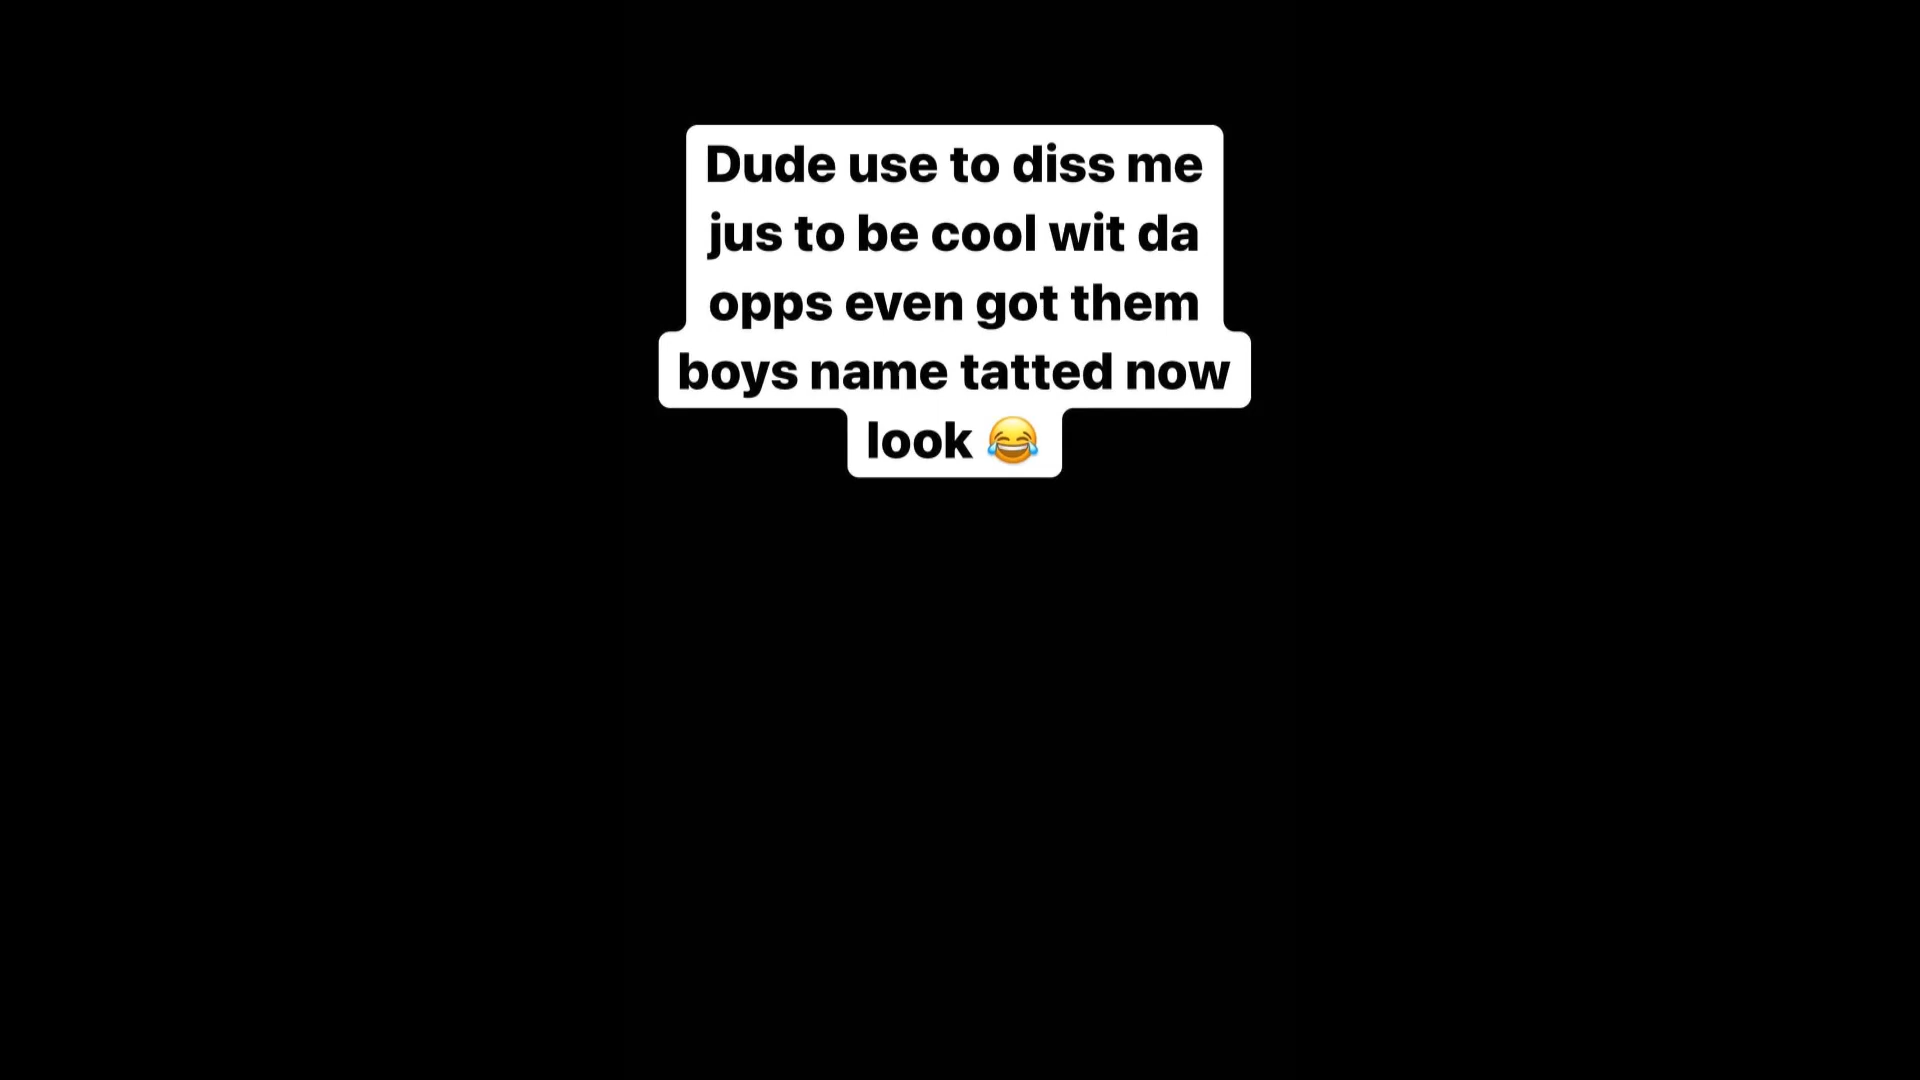 Dude use to diss me
jus to be cool wit da
opps even got them
boys name tatted now
look 😂